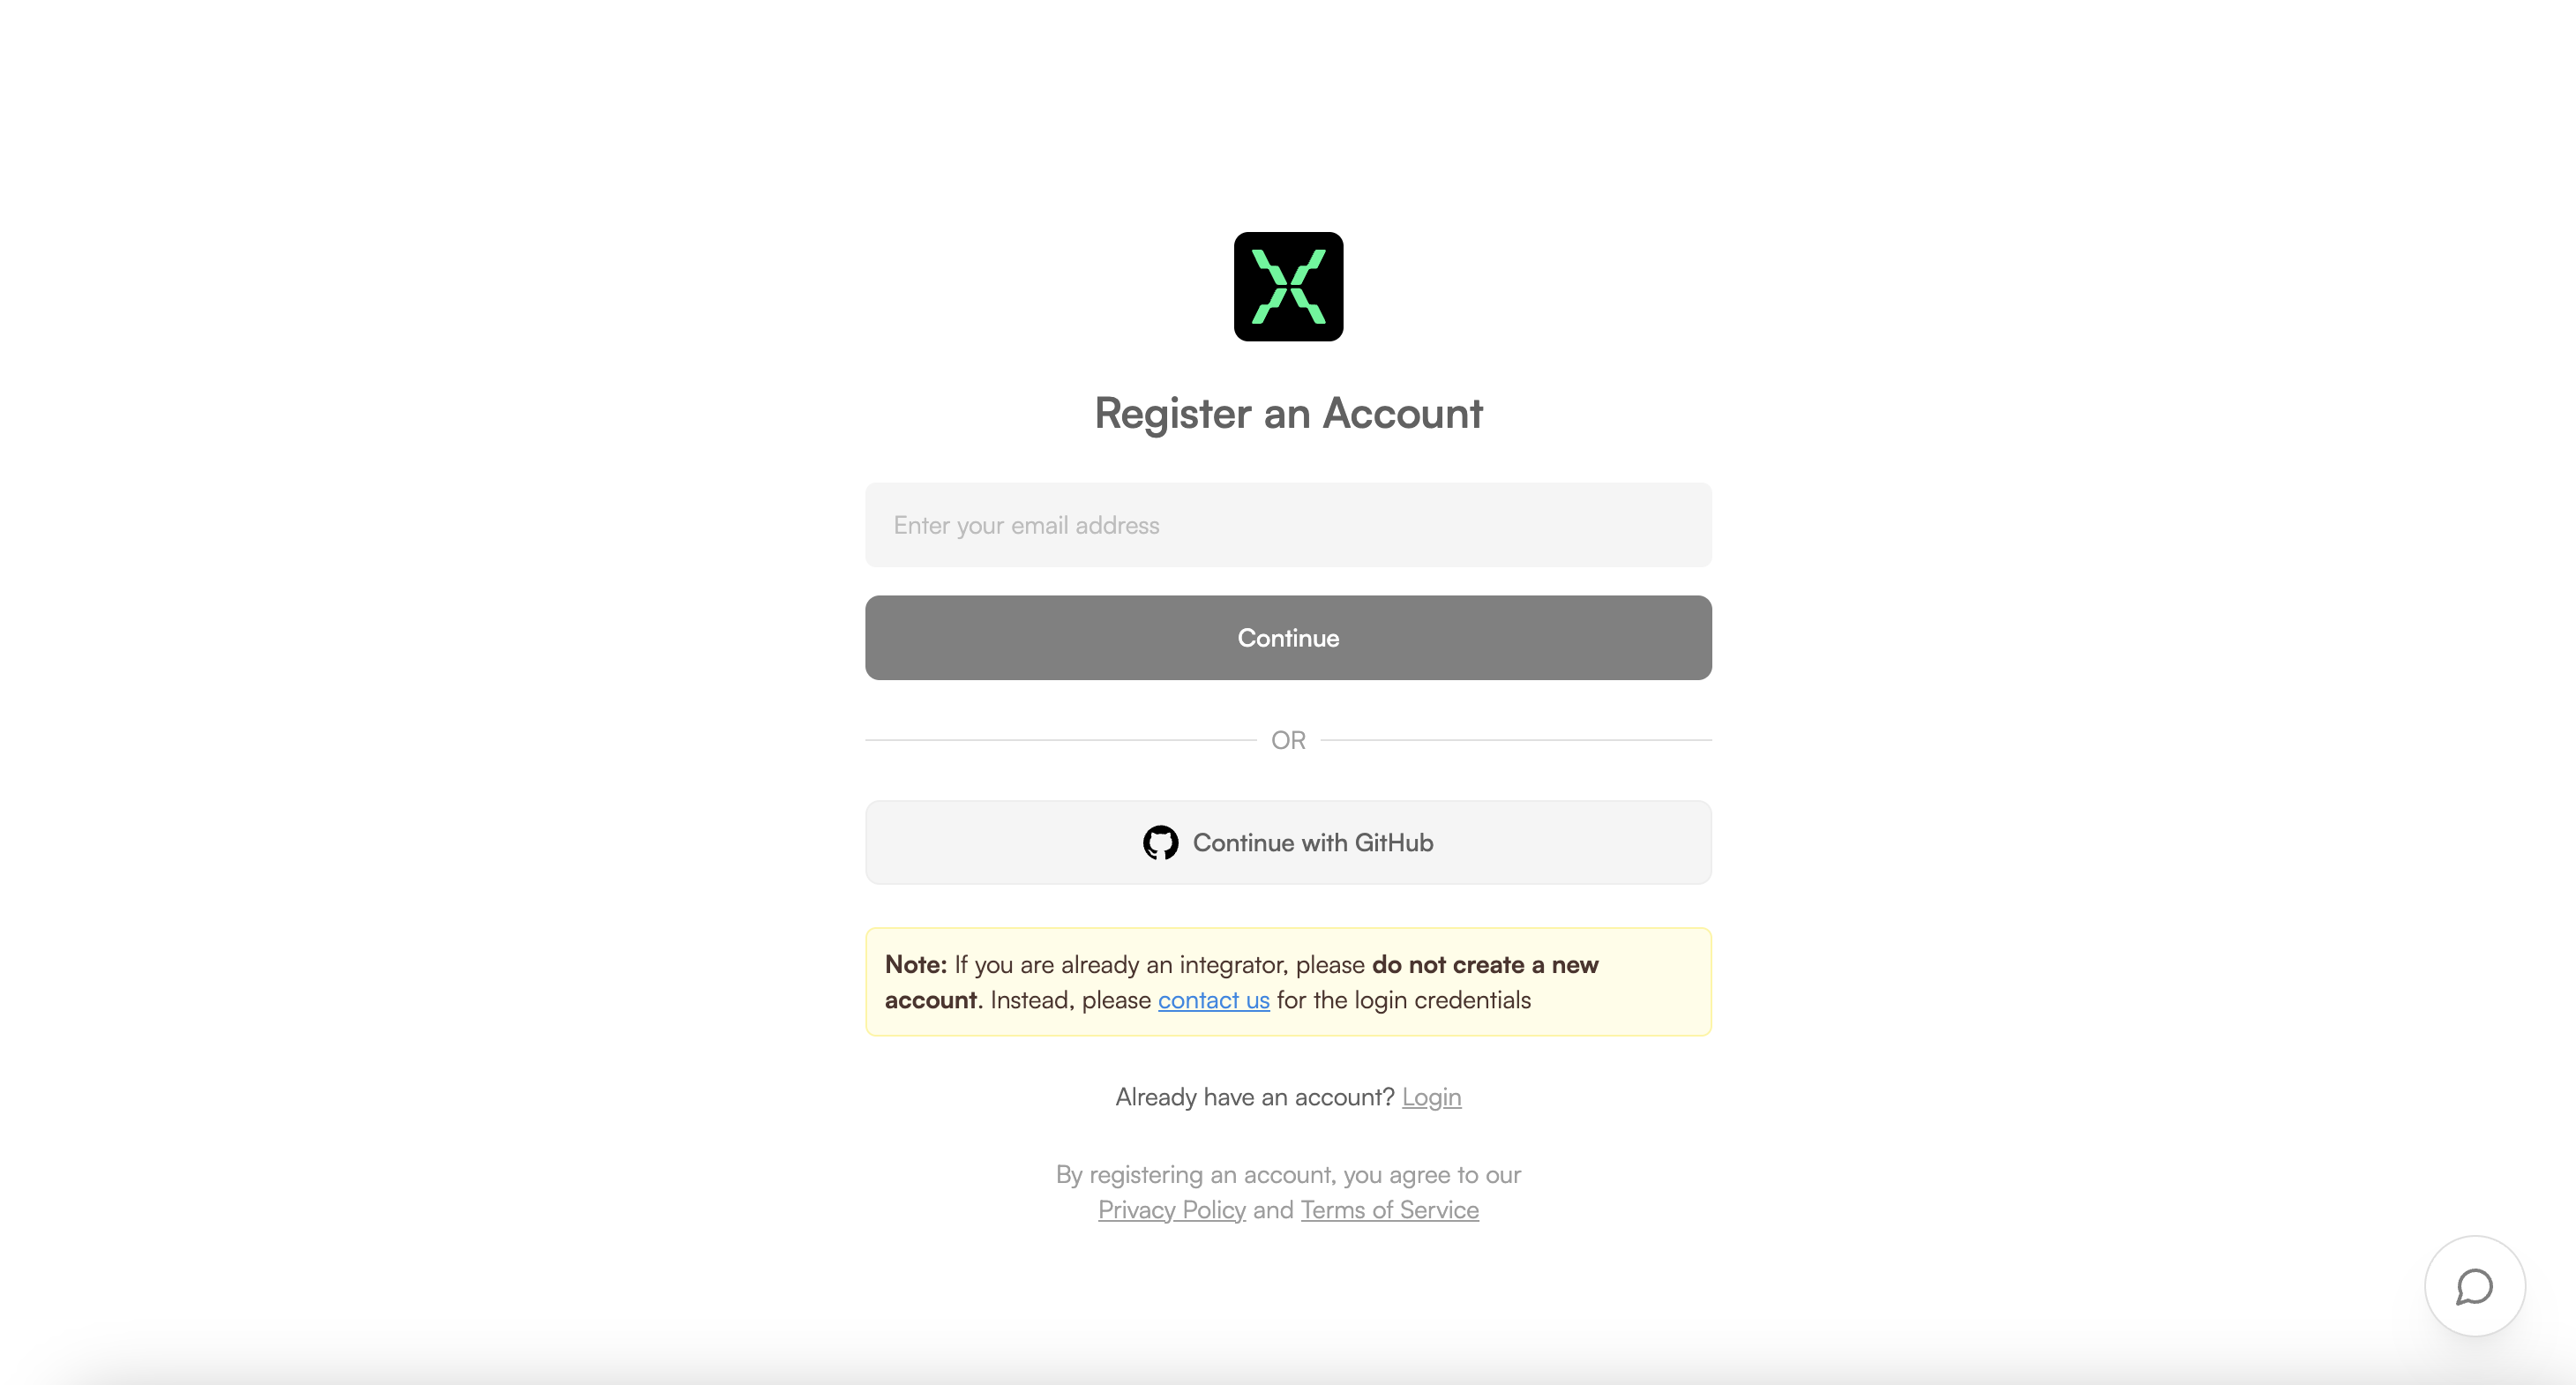 Register an Account
Enter your email address
Continue
OR
Continue with GitHub
Note: If you are already an integrator, please do not create a new
account. Instead, please contact us for the login credentials
Already have an account? Login
By registering an account, you agree to our
Privacy Policy and Terms of Service